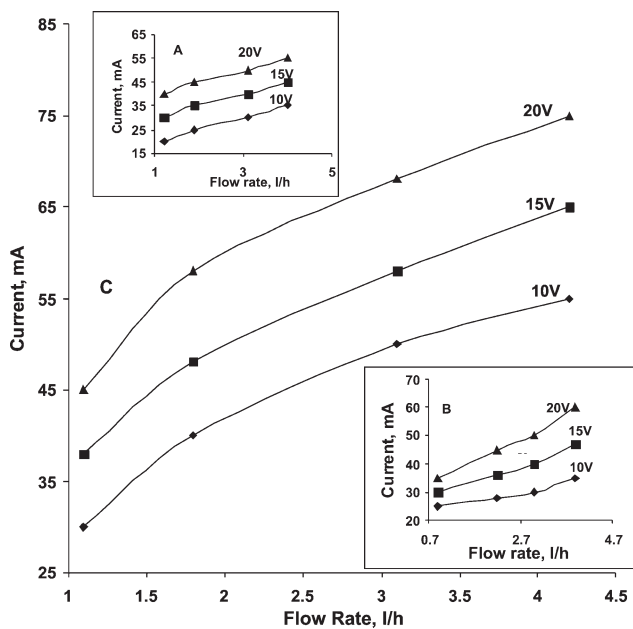 A
Current, mA
65
55
45
35
25
15
20V
15V
10V
1
3
5
Flow rate, l/h
C
Current, mA
75
65
55
45
35
25
20V
15V
10V
B
Current, mA
70
60
50
40
30
20
20V
15V
10V
0.7
2.7
4.7
Flow rate, l/h
1
1.5
2
2.5
3
3.5
4
4.5
Flow Rate, l/h